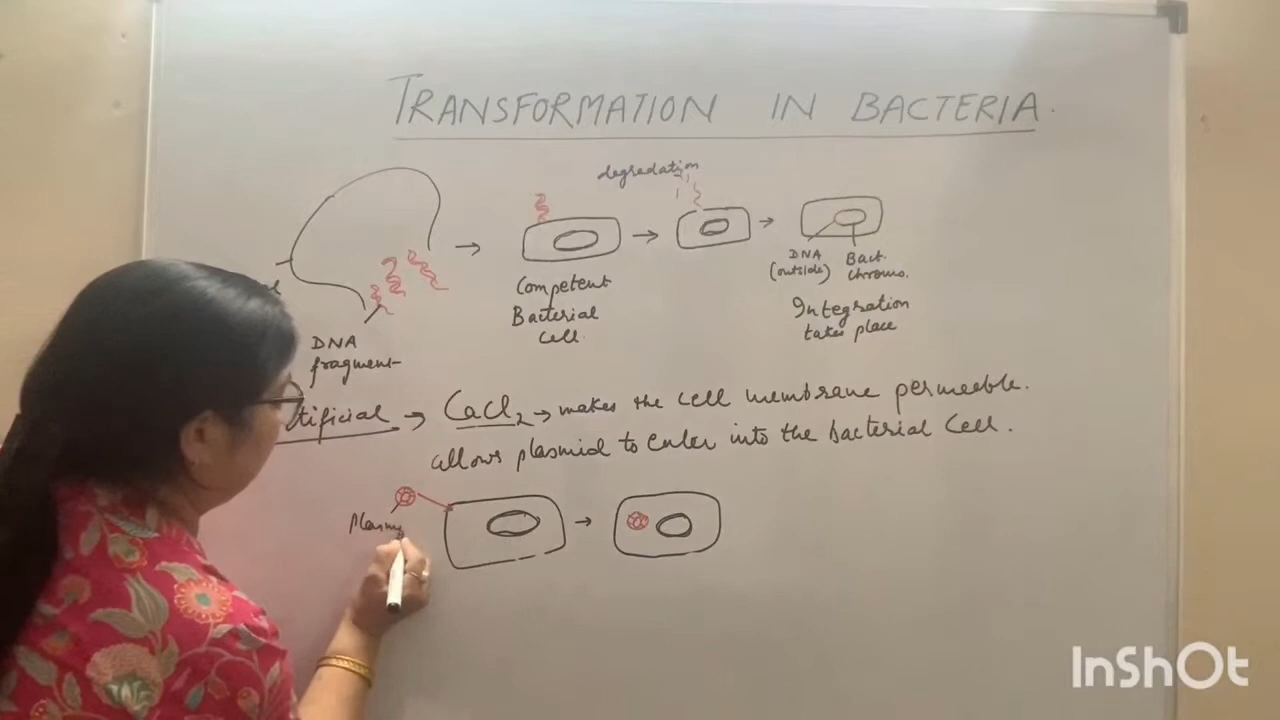 TRANSFORMATION IN BACTERIA.
degradation
DNA
(outside)
Bact.
chromo.
Competent
Bacterial
Cell.
Integration
takes place
DNA
fragment
tificial → CaCl2 → makes the cell membrane permeable.
allows plasmid to enter into the bacterial cell.
Plasm
InShOt